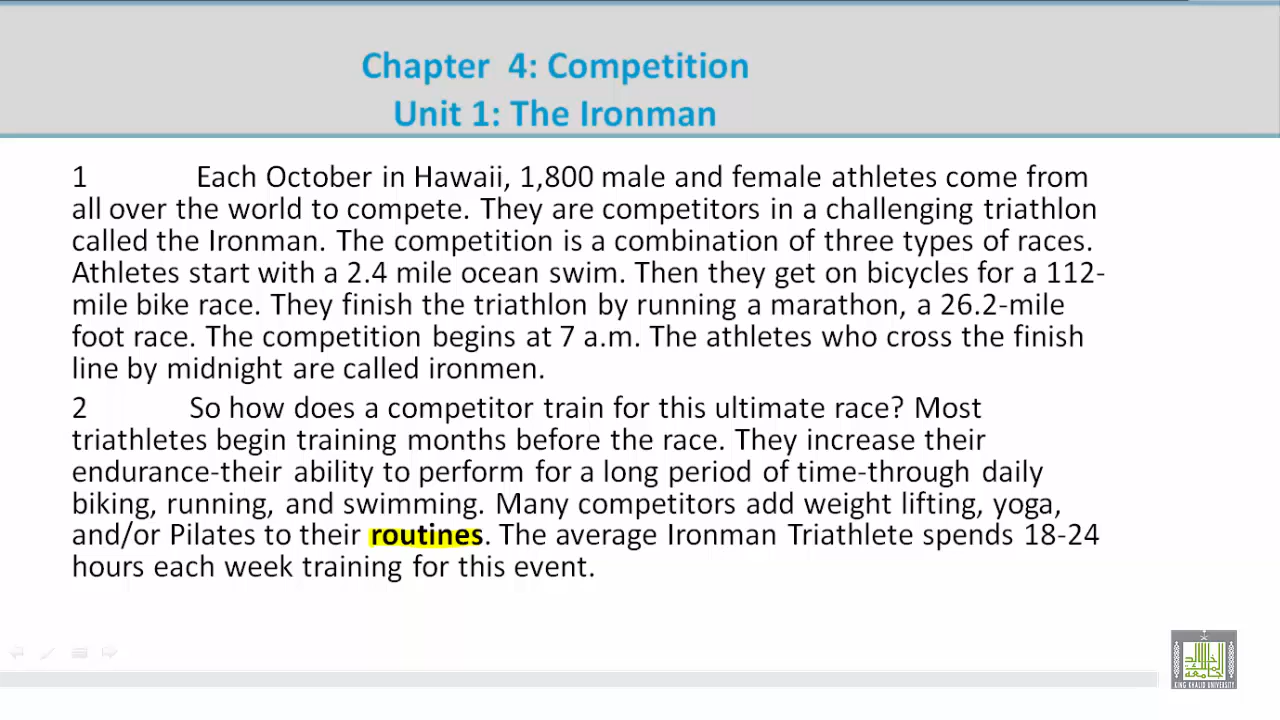 Chapter 4: Competition
Unit 1: The Ironman
1 Each October in Hawaii, 1,800 male and female athletes come from
all over the world to compete. They are competitors in a challenging triathlon
called the Ironman. The competition is a combination of three types of races.
Athletes start with a 2.4 mile ocean swim. Then they get on bicycles for a 112-
mile bike race. They finish the triathlon by running a marathon, a 26.2-mile
foot race. The competition begins at 7 a.m. The athletes who cross the finish
line by midnight are called ironmen.
2 So how does a competitor train for this ultimate race? Most
triathletes begin training months before the race. They increase their
endurance-their ability to perform for a long period of time-through daily
biking, running, and swimming. Many competitors add weight lifting, yoga,
and/or Pilates to their routines. The average Ironman Triathlete spends 18-24
hours each week training for this event.
KING KHALID UNIVERSITY